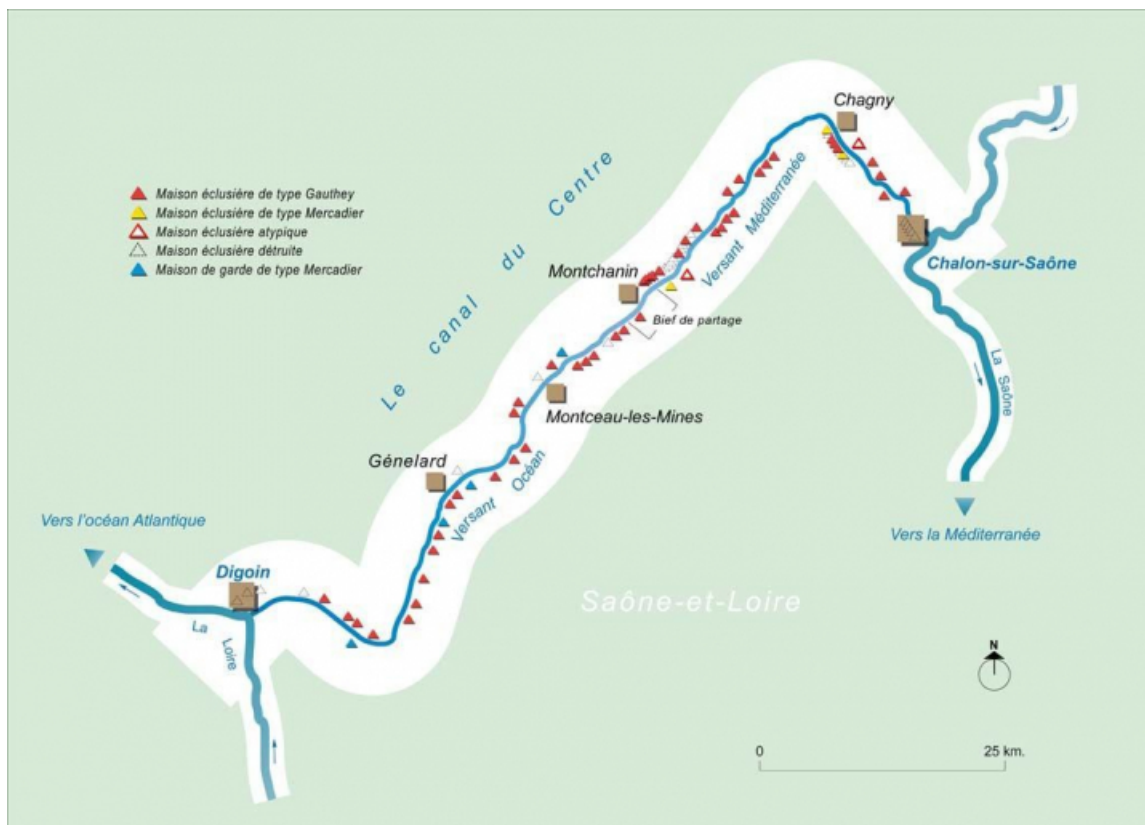 Chagny
Le canal du Centre
Maison éclusière de type Gauthey
Maison éclusière de type Mercadier
Maison éclusière atypique
Maison éclusière détruite
Maison de garde de type Mercadier
Versant Méditerranée
Chalon-sur-Saône
Montchanin
Bief de partage
La Saône
Montceau-les-Mines
Génelard
Versant Océan
Vers l'océan Atlantique
Vers la Méditerranée
Digoin
Saône-et-Loire
La Loire
N
0 25 km.